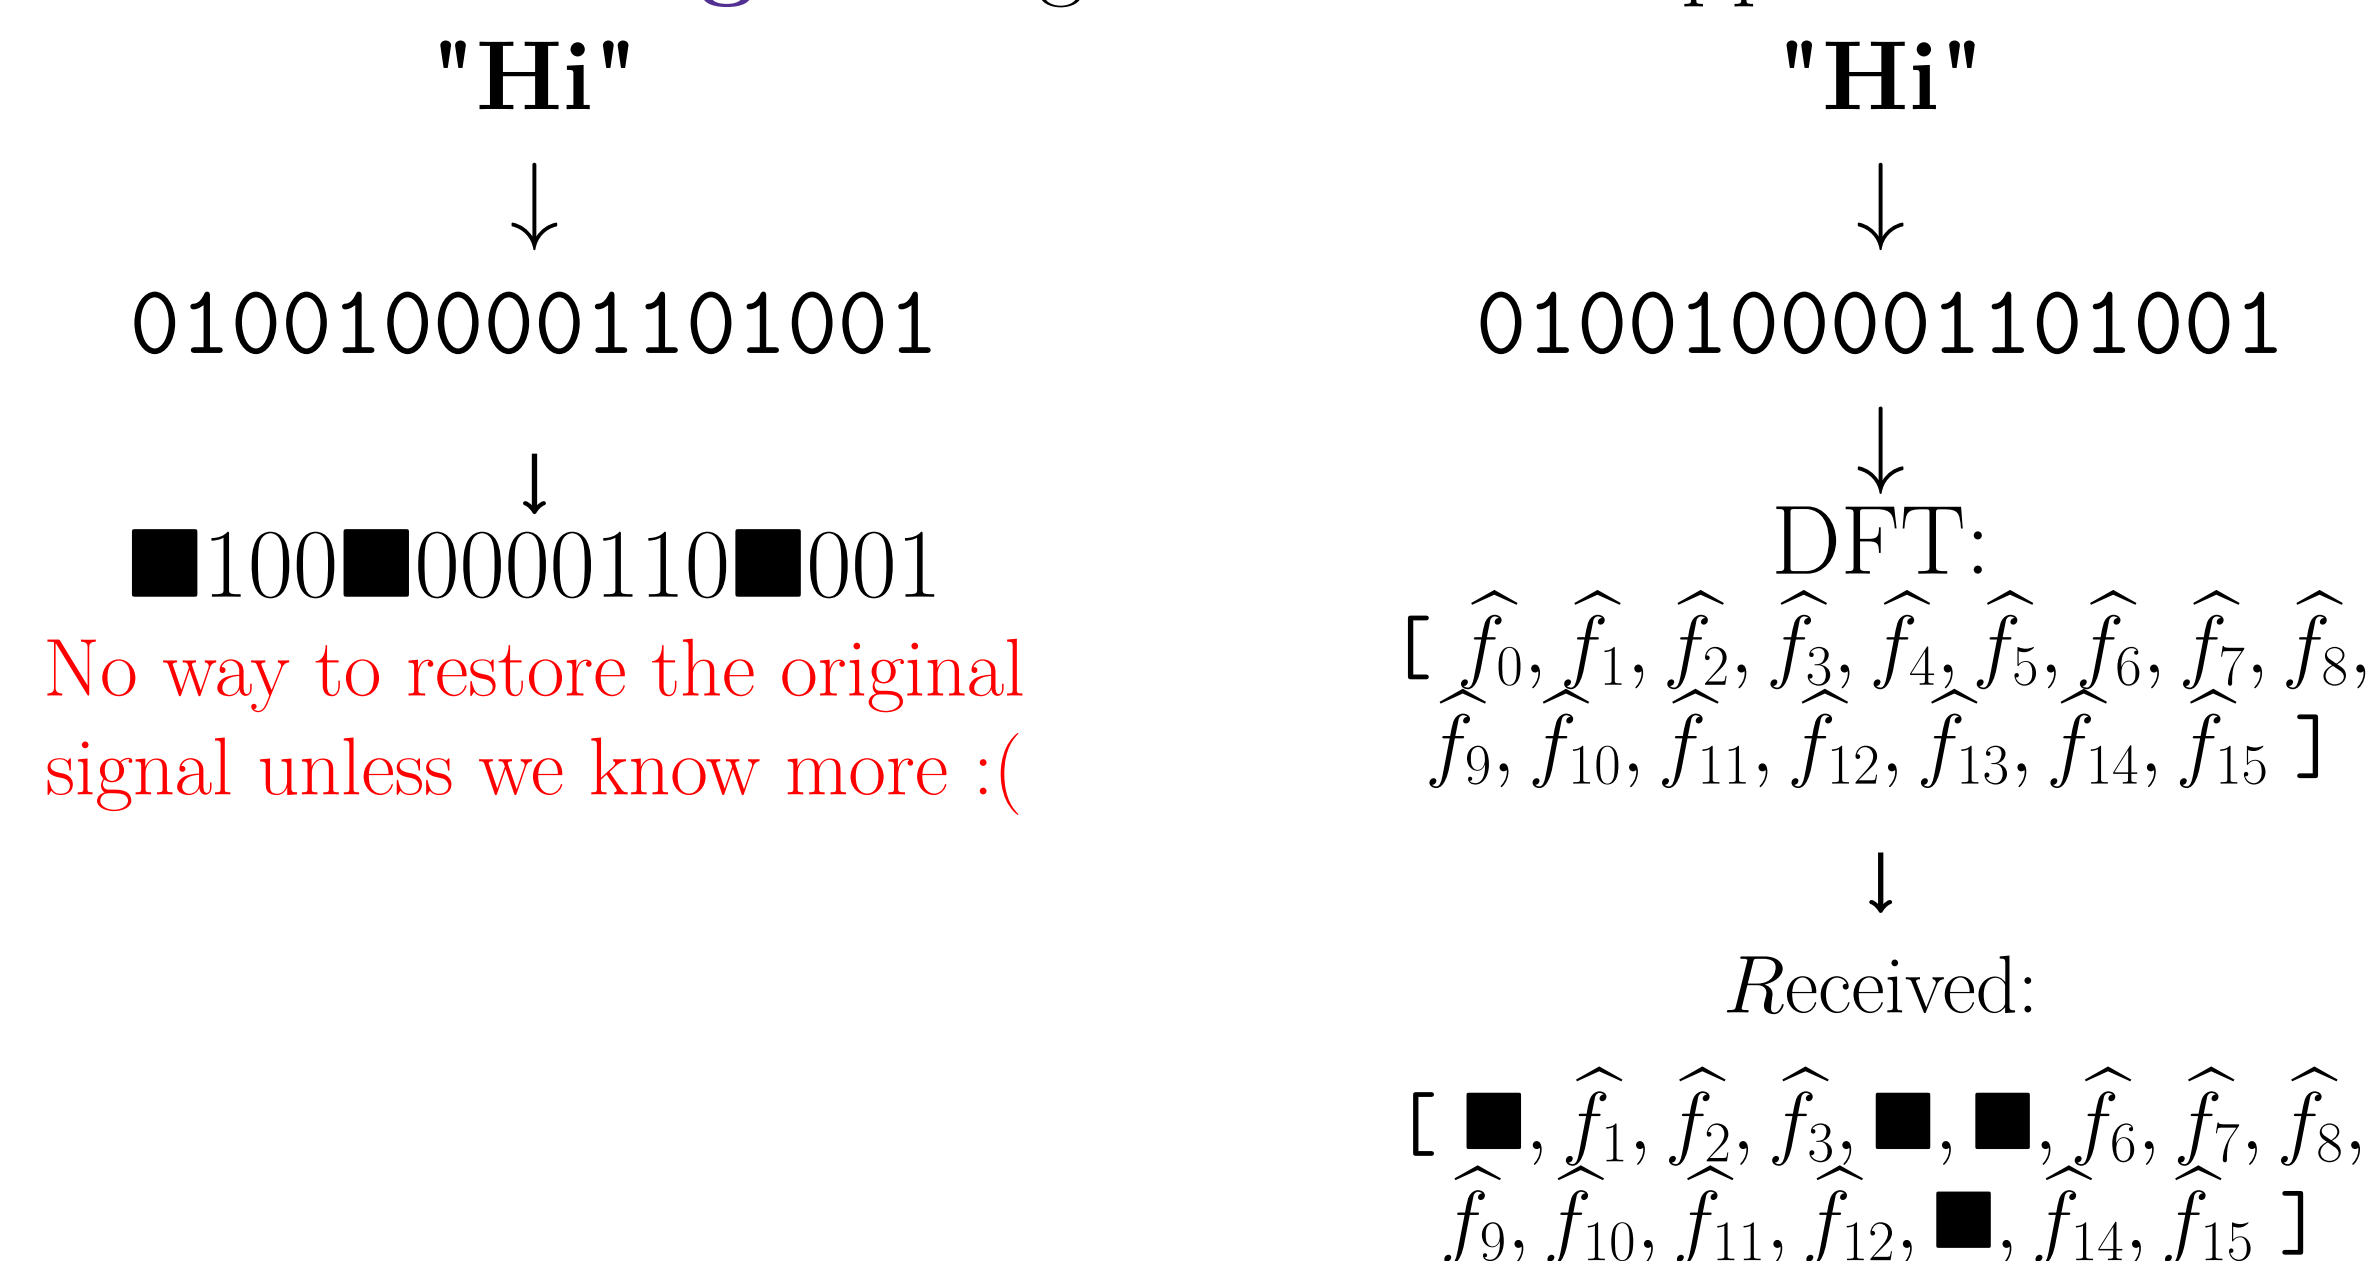 "Hi"
↓
0100100001101001
↓
■100■0000110■001
No way to restore the original
signal unless we know more :(
"Hi"
↓
0100100001101001
↓
DFT:
[ f̂₀, f̂₁, f̂₂, f̂₃, f̂₄, f̂₅, f̂₆, f̂₇, f̂₈,
f̂₉, f̂₁₀, f̂₁₁, f̂₁₂, f̂₁₃, f̂₁₄, f̂₁₅ ]
↓
Received:
[ ■, f̂₁, f̂₂, f̂₃, ■, ■, f̂₆, f̂₇, f̂₈,
f̂₉, f̂₁₀, f̂₁₁, f̂₁₂, ■, f̂₁₄, f̂₁₅ ]